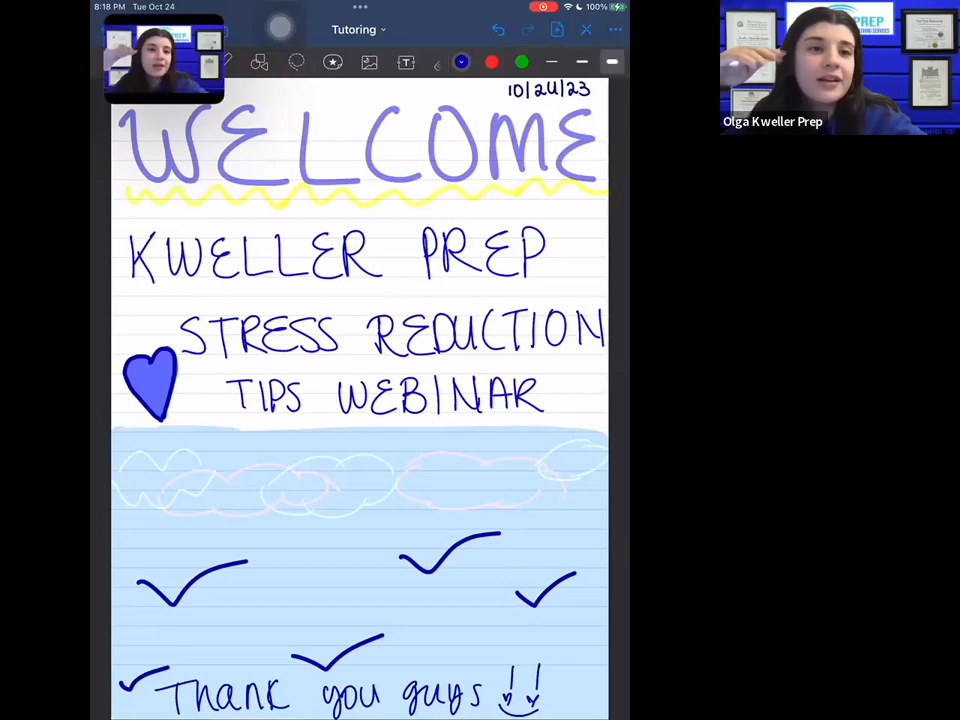 8:18 PM Tue Oct 24
100%
Tutoring
10/24/23
WELCOME
KWELLER PREP
STRESS REDUCTION
TIPS WEBINAR
Thank you guys !!
PREP
Olga Kweller Prep